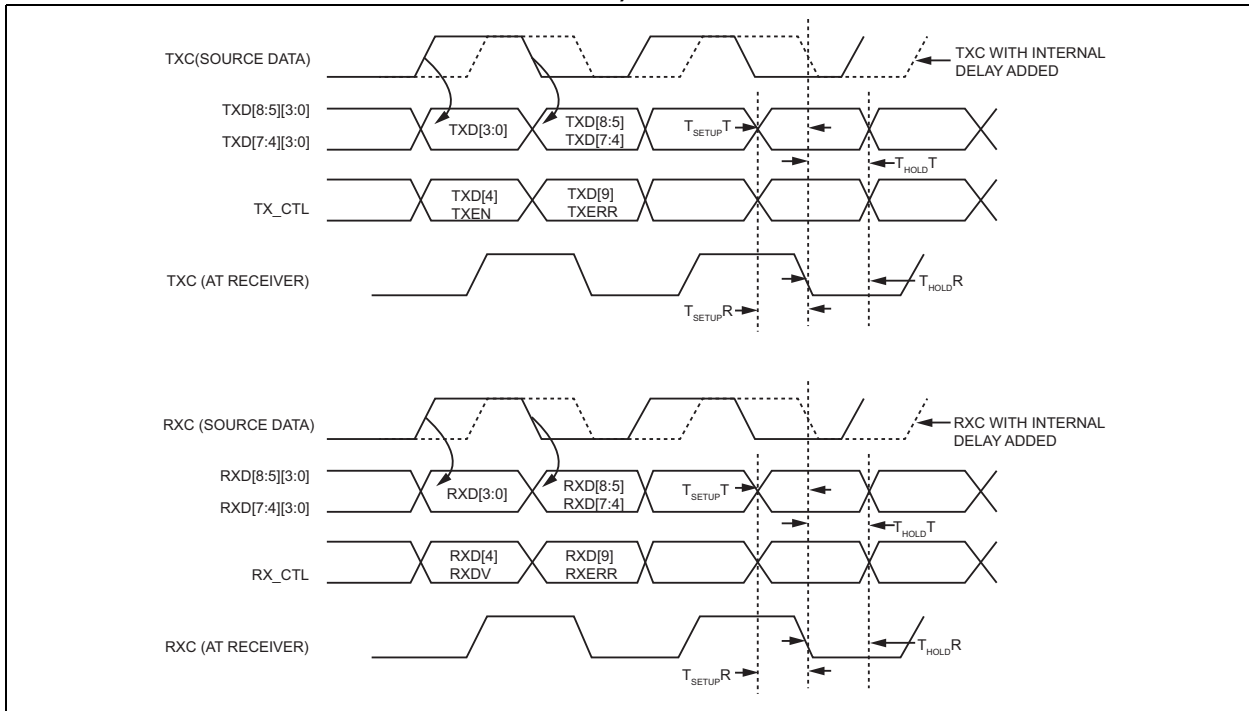 TXC(SOURCE DATA)
TXC WITH INTERNAL
DELAY ADDED
TXD[8:5][3:0]
TXD[7:4][3:0]
TXD[3:0]
TXD[8:5]
TXD[7:4]
TSETUPT
THOLDT
TX_CTL
TXD[4]
TXEN
TXD[9]
TXERR
TXC (AT RECEIVER)
THOLDR
TSETUPR
RXC (SOURCE DATA)
RXC WITH INTERNAL
DELAY ADDED
RXD[8:5][3:0]
RXD[7:4][3:0]
RXD[3:0]
RXD[8:5]
RXD[7:4]
TSETUPT
THOLDT
RX_CTL
RXD[4]
RXDV
RXD[9]
RXERR
RXC (AT RECEIVER)
THOLDR
TSETUPR